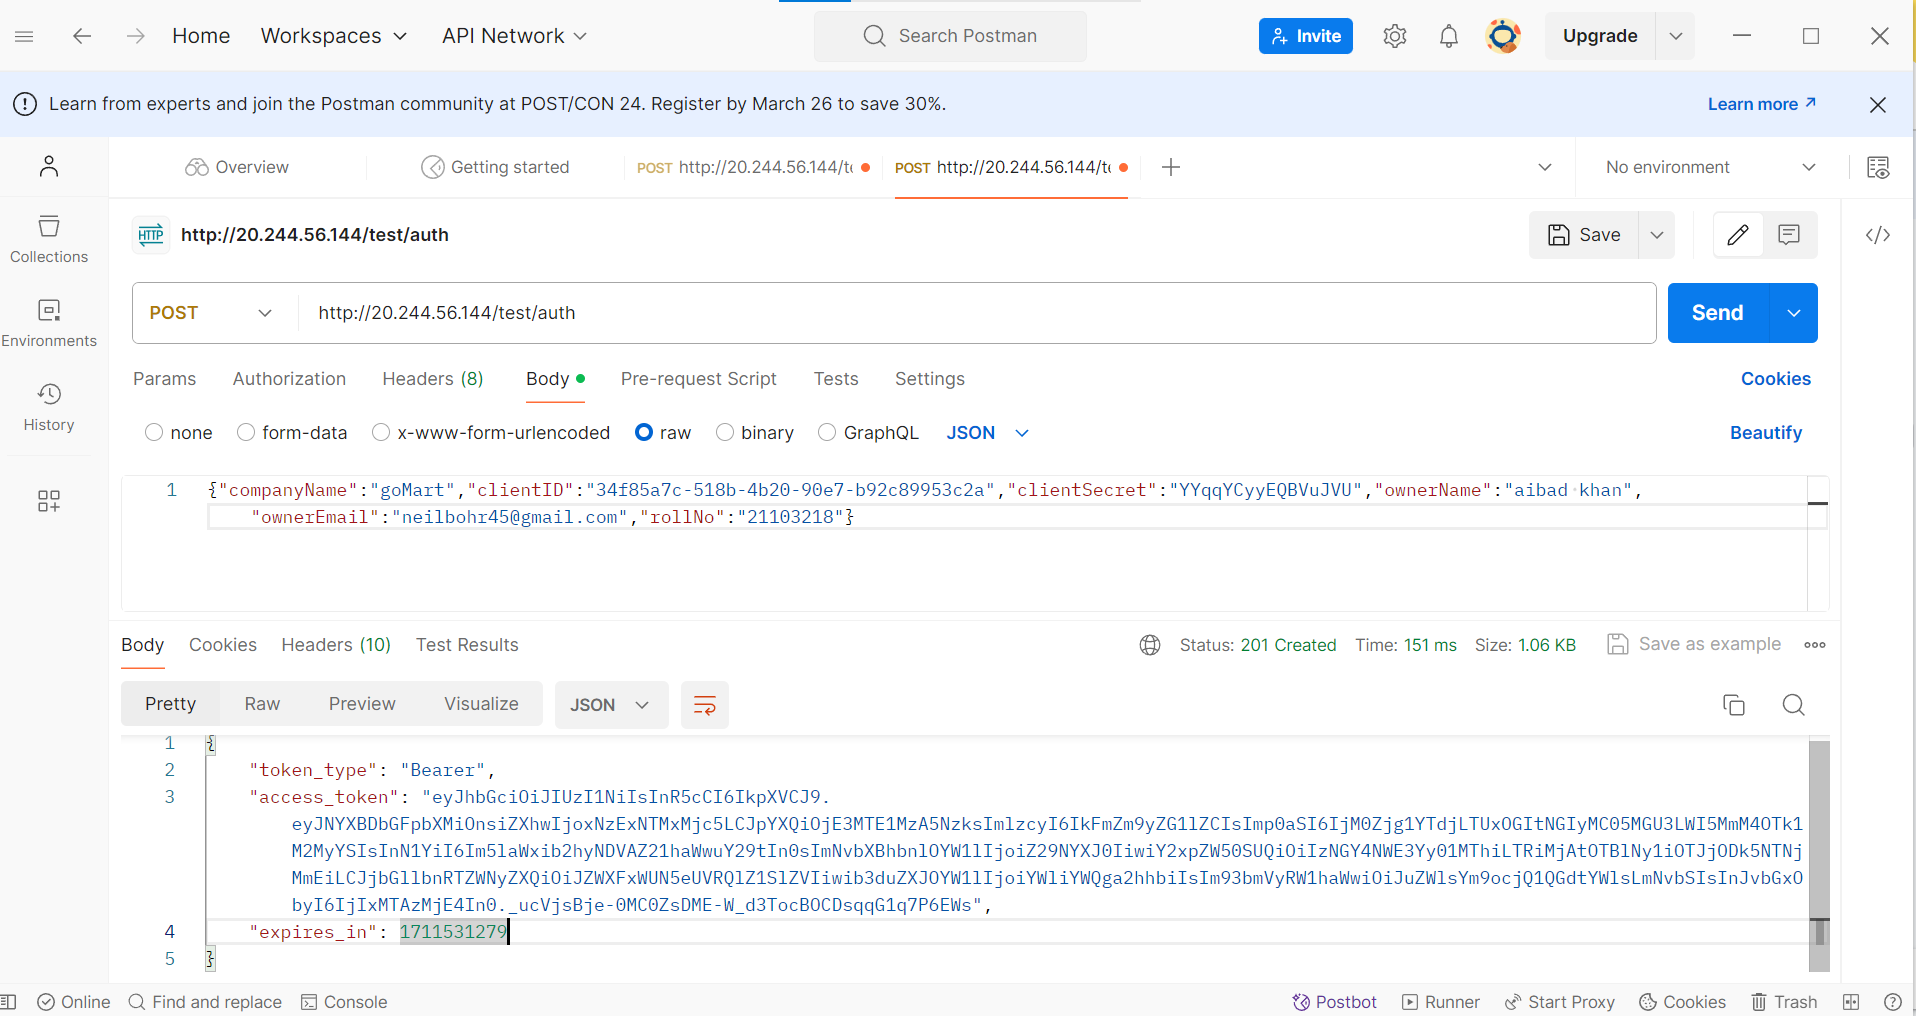 Home Workspaces API Network Search Postman Invite Upgrade
Learn from experts and join the Postman community at POST/CON 24. Register by March 26 to save 30%. Learn more
Overview Getting started POST http://20.244.56.144/te POST http://20.244.56.144/te No environment
HTTP http://20.244.56.144/test/auth Save
Collections
POST http://20.244.56.144/test/auth Send
Environments
Params Authorization Headers (8) Body Pre-request Script Tests Settings Cookies
History
none form-data x-www-form-urlencoded raw binary GraphQL JSON Beautify
1 {"companyName":"goMart","clientID":"34f85a7c-518b-4b20-90e7-b92c89953c2a","clientSecret":"YYqqYCyyEQBVuJVU","ownerName":"aibad khan",
"ownerEmail":"neilbohr45@gmail.com","rollNo":"21103218"}
Body Cookies Headers (10) Test Results Status: 201 Created Time: 151 ms Size: 1.06 KB Save as example
Pretty Raw Preview Visualize JSON
1 {
2 "token_type": "Bearer",
3 "access_token": "eyJhbGciOiJIUzI1NiIsInR5cCI6IkpXVCJ9.
eyJNYXBDbGFpbXMiOnsiZXhwIjoxNzExNTMxMjc5LCJpYXQiOjE3MTE1MzA5NzksImlzcyI6IkFmZm9yZG1lZCIsImp0aSI6IjM0Zjg1YTdjLTUxOGItNGIyMC05MGU3LWI5MmM4OTk1
M2MyYSIsInN1YiI6Im5laWxib2hyNDVAZ21haWwuY29tIn0sImNvbXBhbnlOYW1lIjoiZ29NYXJ0IiwiY2xpZW50SUQiOiIzNGY4NWE3Yy01MThiLTRiMjAtOTBlNy1iOTJjODk5NTNj
MmEiLCJjbGllbnRTZWNyZXQiOiJZWXFxWUN5eUVRQlZ1SlZVIiwib3duZXJOYW1lIjoiYWliYWQga2hhbiIsIm93bmVyRW1haWwiOiJuZWlsYm9ocjQ1QGdtYWlsLmNvbSIsInJvbGxO
byI6IjIxMTAzMjE4In0._ucVjsBje-0MC0ZsDME-W_d3TocBOCDsqqG1q7P6EWs",
4 "expires_in": 1711531279
5 }
Online Find and replace Console Postbot Runner Start Proxy Cookies Trash